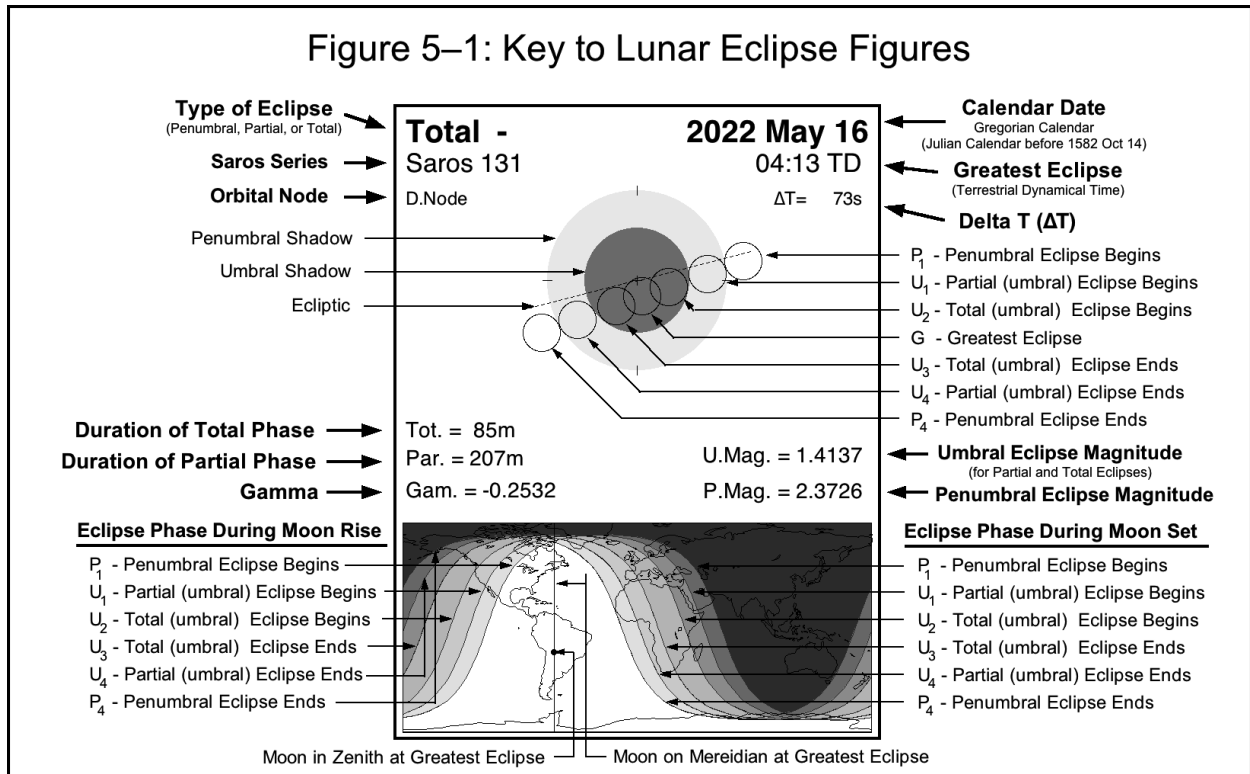 Figure 5–1: Key to Lunar Eclipse Figures
Type of Eclipse
(Penumbral, Partial, or Total)
Saros Series
Orbital Node
Penumbral Shadow
Umbral Shadow
Ecliptic
Total -
2022 May 16
Saros 131
04:13 TD
D.Node
ΔT= 73s
Calendar Date
Gregorian Calendar
(Julian Calendar before 1582 Oct 14)
Greatest Eclipse
(Terrestrial Dynamical Time)
Delta T (ΔT)
P1 - Penumbral Eclipse Begins
U1 - Partial (umbral) Eclipse Begins
U2 - Total (umbral) Eclipse Begins
G - Greatest Eclipse
U3 - Total (umbral) Eclipse Ends
U4 - Partial (umbral) Eclipse Ends
P4 - Penumbral Eclipse Ends
Duration of Total Phase
Duration of Partial Phase
Gamma
Tot. = 85m
Par. = 207m
Gam. = -0.2532
U.Mag. = 1.4137
P.Mag. = 2.3726
Umbral Eclipse Magnitude
(for Partial and Total Eclipses)
Penumbral Eclipse Magnitude
Eclipse Phase During Moon Rise
P1 - Penumbral Eclipse Begins
U1 - Partial (umbral) Eclipse Begins
U2 - Total (umbral) Eclipse Begins
U3 - Total (umbral) Eclipse Ends
U4 - Partial (umbral) Eclipse Ends
P4 - Penumbral Eclipse Ends
Eclipse Phase During Moon Set
P1 - Penumbral Eclipse Begins
U1 - Partial (umbral) Eclipse Begins
U2 - Total (umbral) Eclipse Begins
U3 - Total (umbral) Eclipse Ends
U4 - Partial (umbral) Eclipse Ends
P4 - Penumbral Eclipse Ends
Moon in Zenith at Greatest Eclipse
Moon on Mereidian at Greatest Eclipse